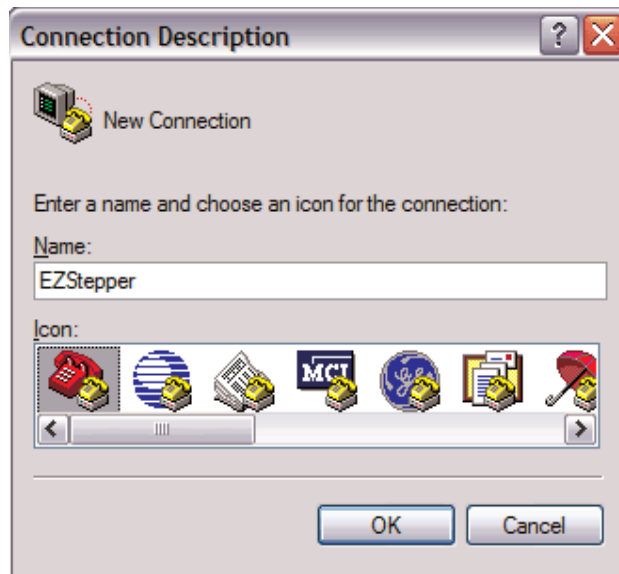 Connection Description
New Connection
Enter a name and choose an icon for the connection:
Name:
EZStepper
Icon:
MCI
OK
Cancel